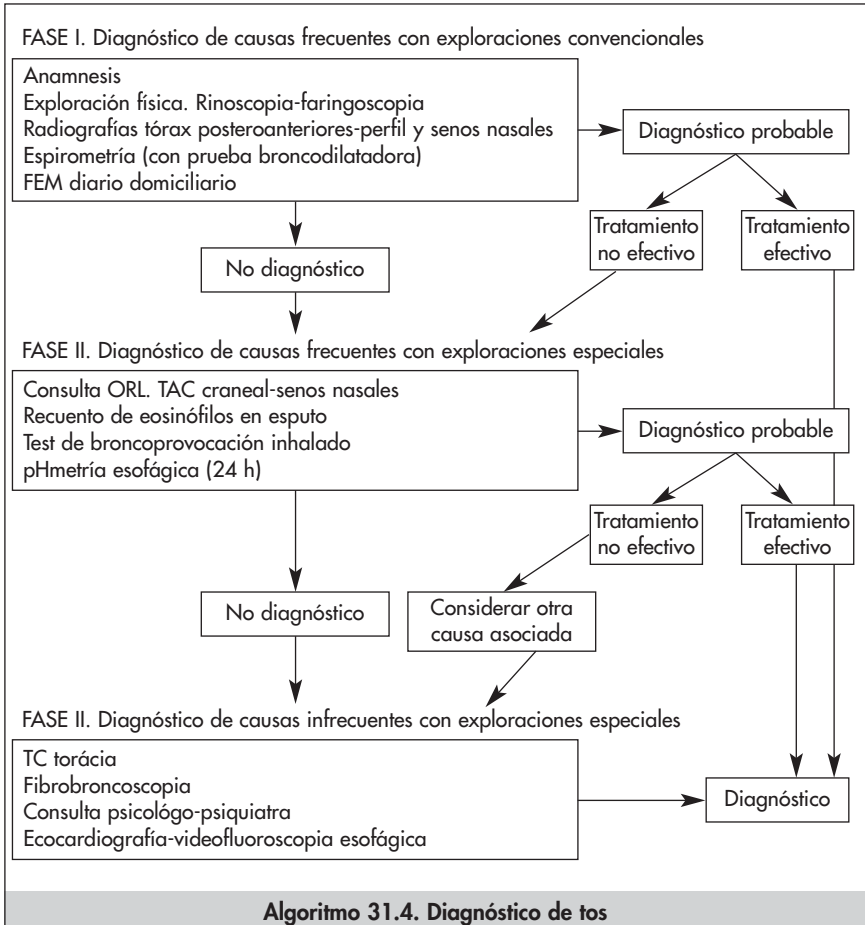 FASE I. Diagnóstico de causas frecuentes con exploraciones convencionales
Anamnesis
Exploración física. Rinoscopia-faringoscopia
Radiografías tórax posteroanteriores-perfil y senos nasales
Espirometría (con prueba broncodilatadora)
FEM diario domiciliario
Diagnóstico probable
Tratamiento
no efectivo
Tratamiento
efectivo
No diagnóstico
FASE II. Diagnóstico de causas frecuentes con exploraciones especiales
Consulta ORL. TAC craneal-senos nasales
Recuento de eosinófilos en esputo
Test de broncoprovocación inhalado
pHmetría esofágica (24 h)
Diagnóstico probable
Tratamiento
no efectivo
Tratamiento
efectivo
No diagnóstico
Considerar otra
causa asociada
FASE II. Diagnóstico de causas infrecuentes con exploraciones especiales
TC torácia
Fibrobroncoscopia
Consulta psicológo-psiquiatra
Ecocardiografía-videofluoroscopia esofágica
Diagnóstico
Algoritmo 31.4. Diagnóstico de tos